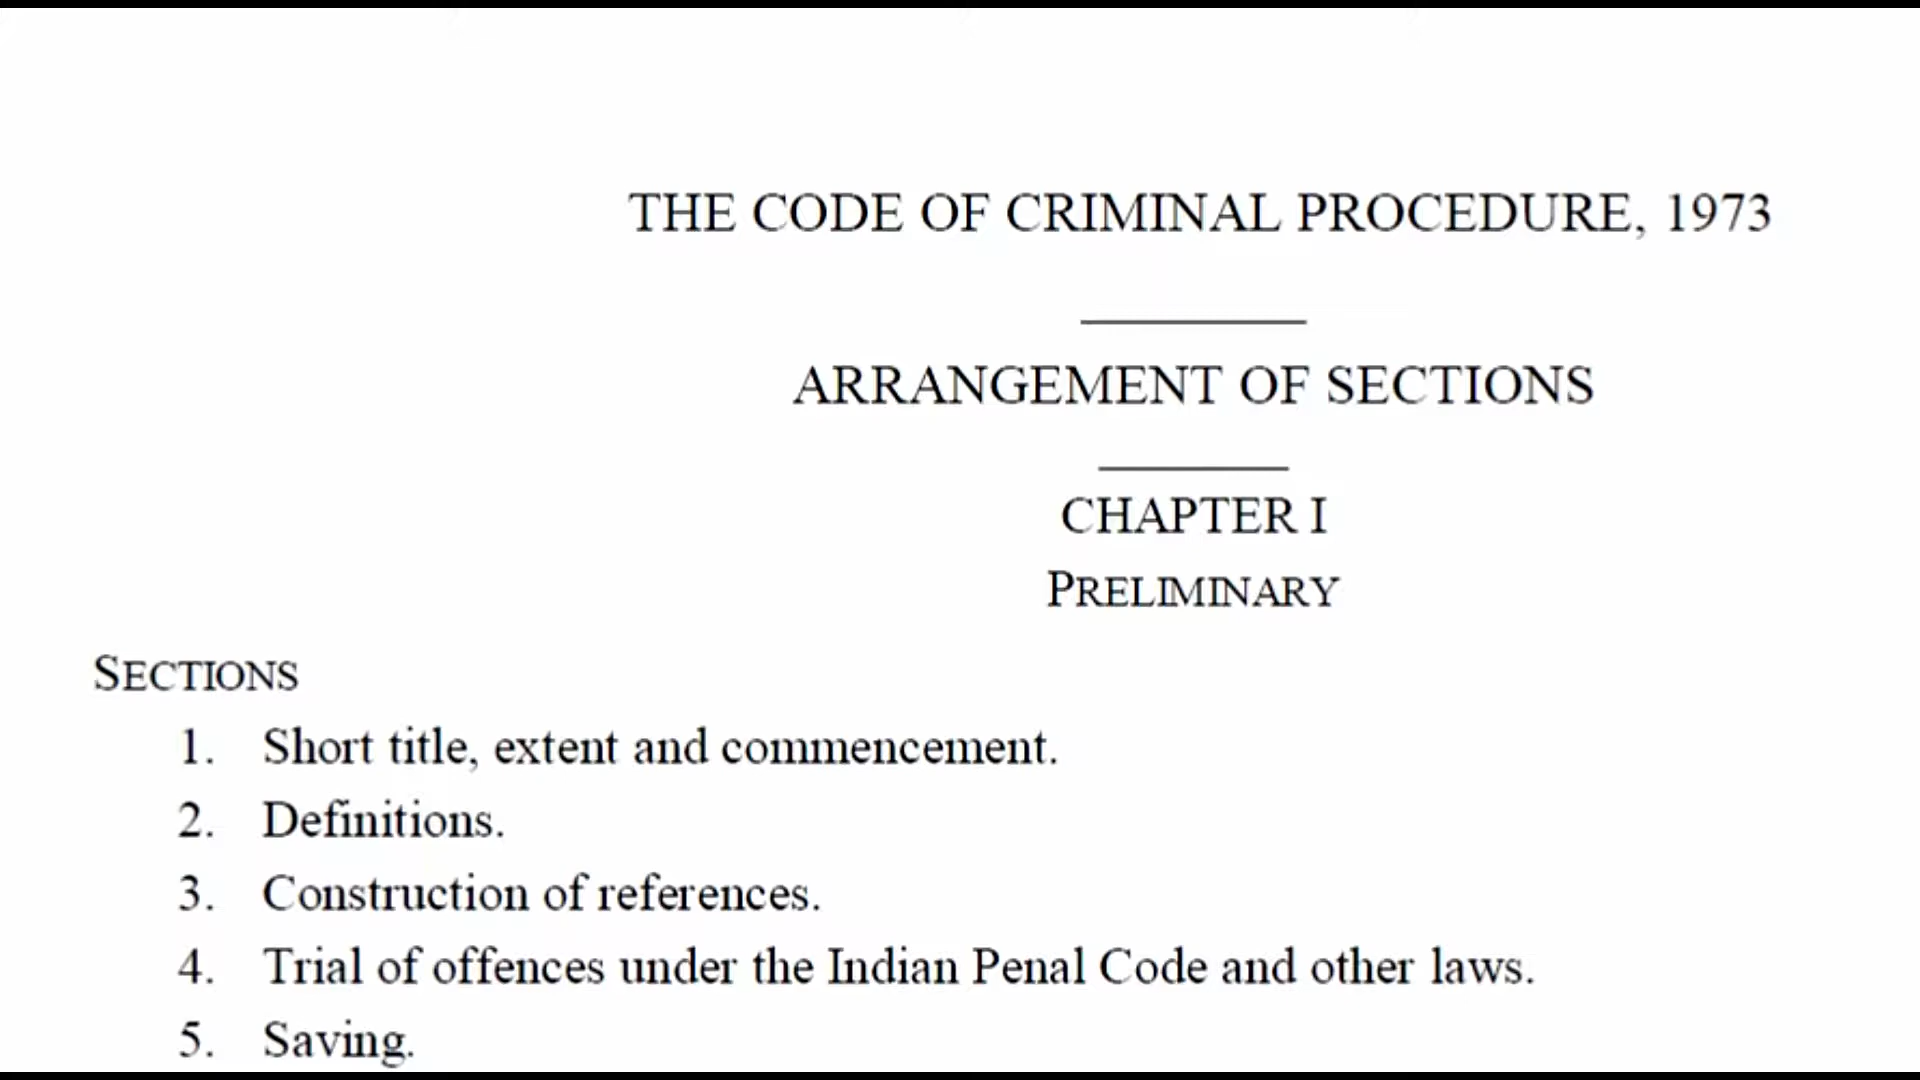 THE CODE OF CRIMINAL PROCEDURE, 1973
ARRANGEMENT OF SECTIONS
CHAPTER I
PRELIMINARY
SECTIONS
1. Short title, extent and commencement.
2. Definitions.
3. Construction of references.
4. Trial of offences under the Indian Penal Code and other laws.
5. Saving.